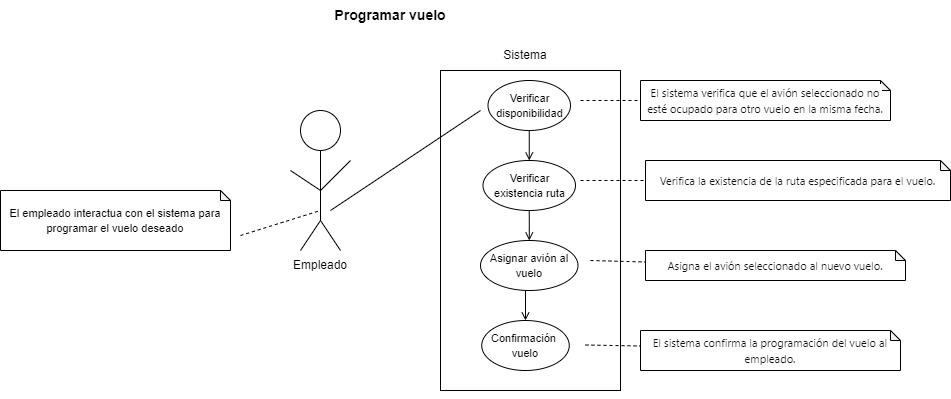 Programar vuelo
Sistema
Verificar
disponibilidad
El sistema verifica que el avión seleccionado no
esté ocupado para otro vuelo en la misma fecha.
Verificar
existencia ruta
Verifica la existencia de la ruta especificada para el vuelo.
El empleado interactua con el sistema para
programar el vuelo deseado
Empleado
Asignar avión al
vuelo
Asigna el avión seleccionado al nuevo vuelo.
Confirmación
vuelo
El sistema confirma la programación del vuelo al
empleado.